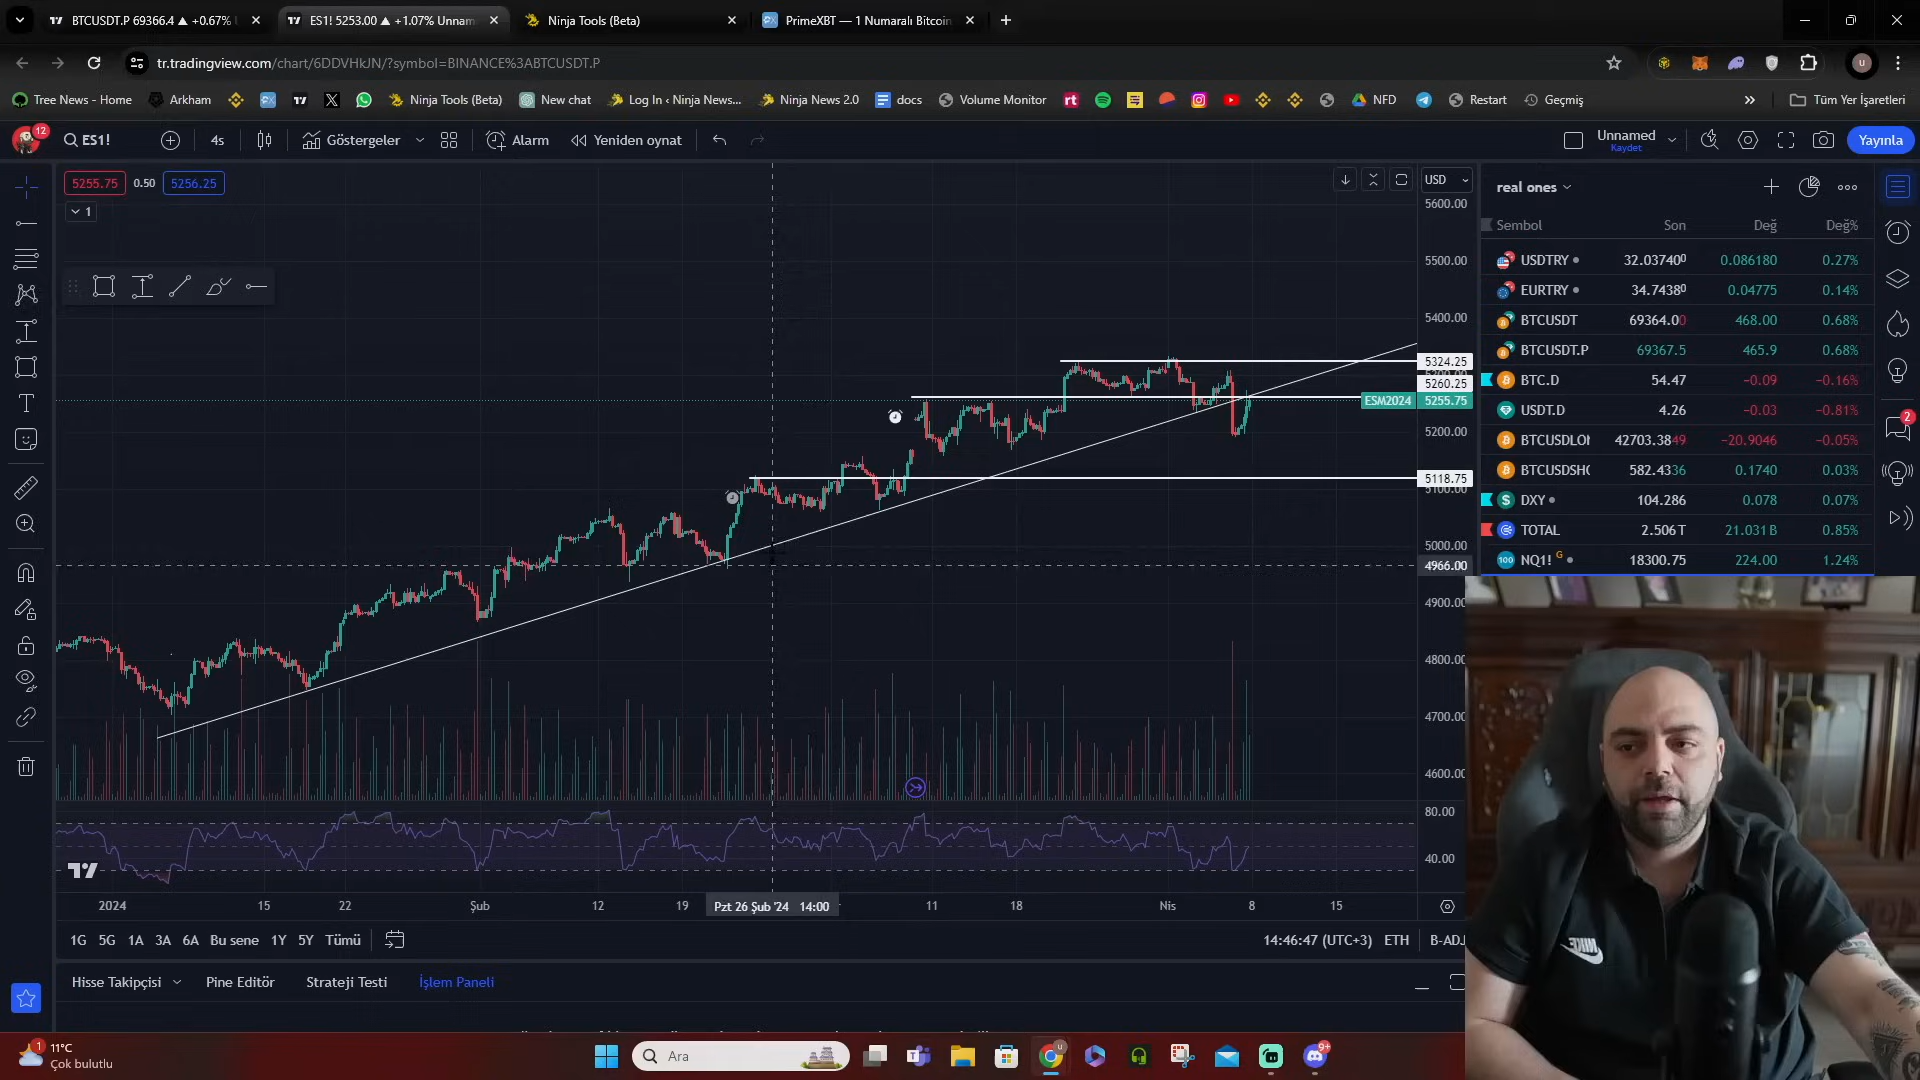 BTCUSDT.P 69366.4 ▲ +0.67%
ES1! 5253.00 ▲ +1.07% Unnam
Ninja Tools (Beta)
PrimeXBT — 1 Numaralı Bitcoin
tr.tradingview.com/chart/6DDVHkJN/?symbol=BINANCE%3ABTCUSDT.P
U
Tree News - Home
Arkham
WhatsApp
Ninja Tools (Beta)
New chat
Log In ‹ Ninja News...
Ninja News 2.0
docs
Volume Monitor
rt
NFD
Restart
Geçmiş
Tüm Yer İşaretleri
12
ES1!
4s
Göstergeler
Alarm
Yeniden oynat
Unnamed
Kaydet
Yayınla
5255.75
0.50
5256.25
1
USD
5600.00
5500.00
5400.00
5324.25
5260.25
ESM2024
5255.75
5200.00
5118.75
5000.00
4966.00
4900.00
4800.00
4700.00
4600.00
80.00
40.00
2024
15
22
Şub
12
19
Pzt 26 Şub '24 14:00
11
18
Nis
8
15
real ones
Sembol Son Değ Değ%
USDTRY 32.03740 0.086180 0.27%
EURTRY 34.7438 0.04775 0.14%
BTCUSDT 69364.00 468.00 0.68%
BTCUSDT.P 69367.5 465.9 0.68%
BTC.D 54.47 −0.09 −0.16%
USDT.D 4.26 −0.03 −0.81%
BTCUSDLO 42703.3849 −20.9046 −0.05%
BTCUSDSH 582.4336 0.1740 0.03%
DXY 104.286 0.078 0.07%
TOTAL 2.506 T 21.031 B 0.85%
NQ1! G 18300.75 224.00 1.24%
2
1G
5G
1A
3A
6A
Bu sene
1Y
5Y
Tümü
14:46:47 (UTC+3)
ETH
B-ADJ
Hisse Takipçisi
Pine Editör
Strateji Testi
İşlem Paneli
NIKE
1
11°C
Çok bulutlu
Ara
9+